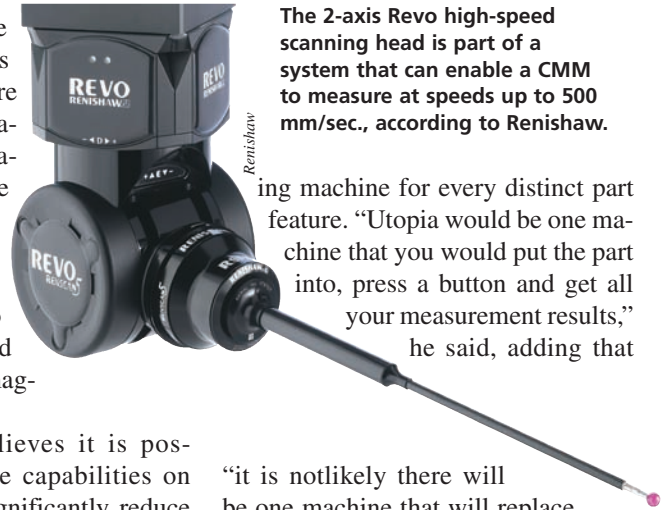 The 2-axis Revo high-speed
scanning head is part of a
system that can enable a CMM
to measure at speeds up to 500
mm/sec., according to Renishaw.
Renishaw
REVO
RENISHAW
REVO
REVO
RENISHAW
e
s
re
a-
a-
e
d
nag-
lieves it is pos-
e capabilities on
gnificantly reduce
ing machine for every distinct part
feature. “Utopia would be one ma-
chine that you would put the part
into, press a button and get all
your measurement results,”
he said, adding that
“it is notlikely there will
be one machine that will replace